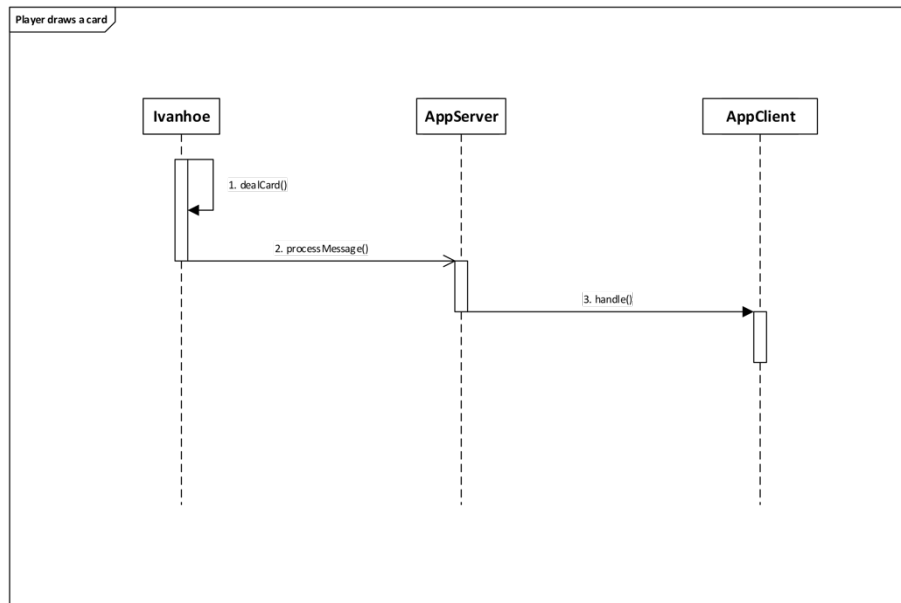 Player draws a card
Ivanhoe
AppServer
AppClient
1. dealCard()
2. processMessage()
3. handle()